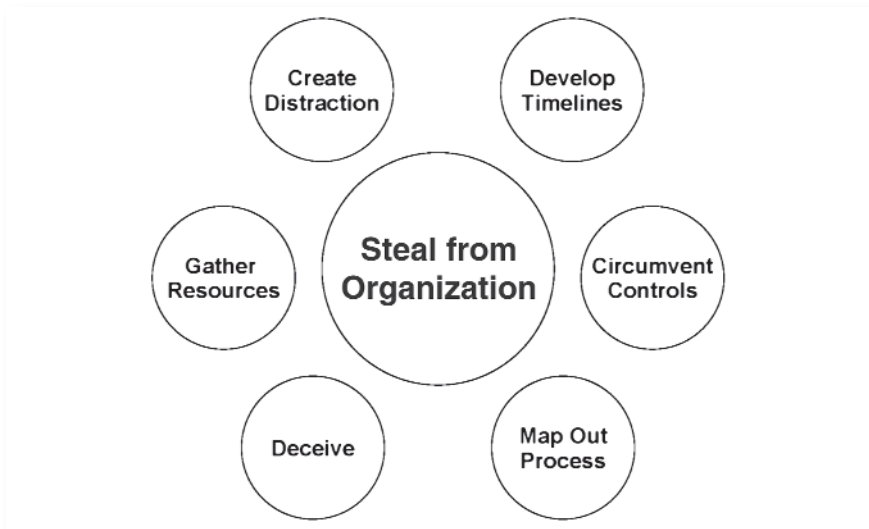 Create
Distraction
Develop
Timelines
Gather
Resources
Steal from
Organization
Circumvent
Controls
Deceive
Map Out
Process